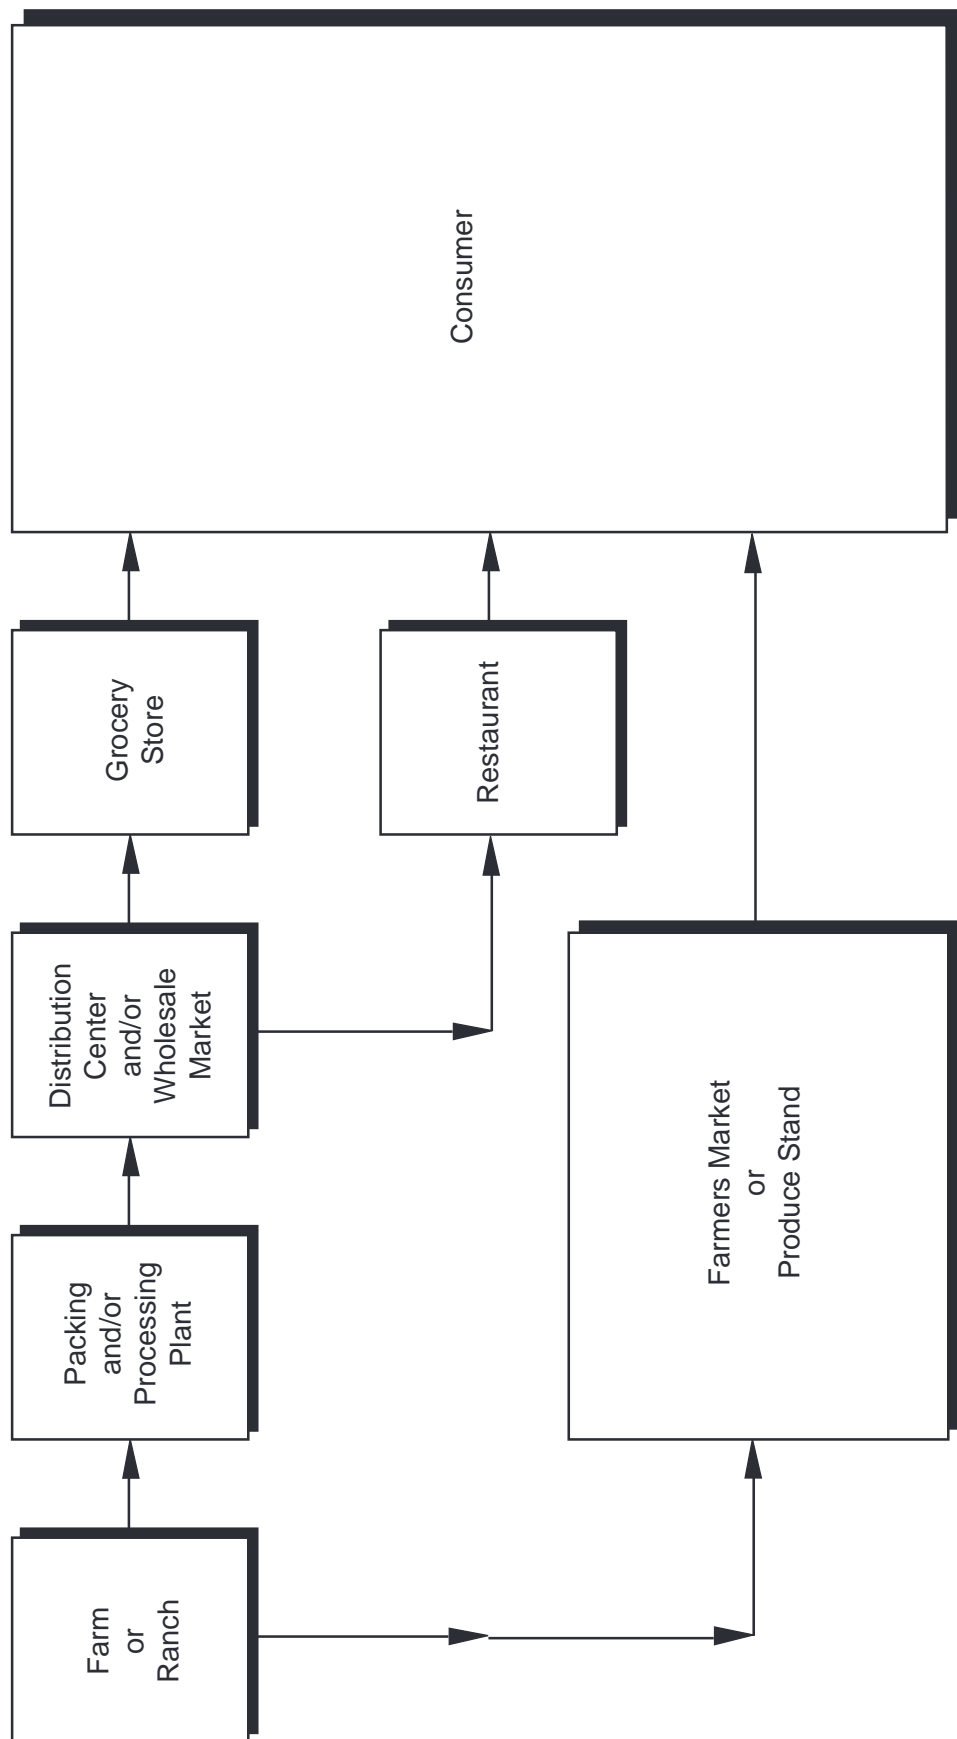 Farm
or
Ranch
Packing
and/or
Processing
Plant
Distribution
Center
and/or
Wholesale
Market
Grocery
Store
Restaurant
Farmers Market
or
Produce Stand
Consumer